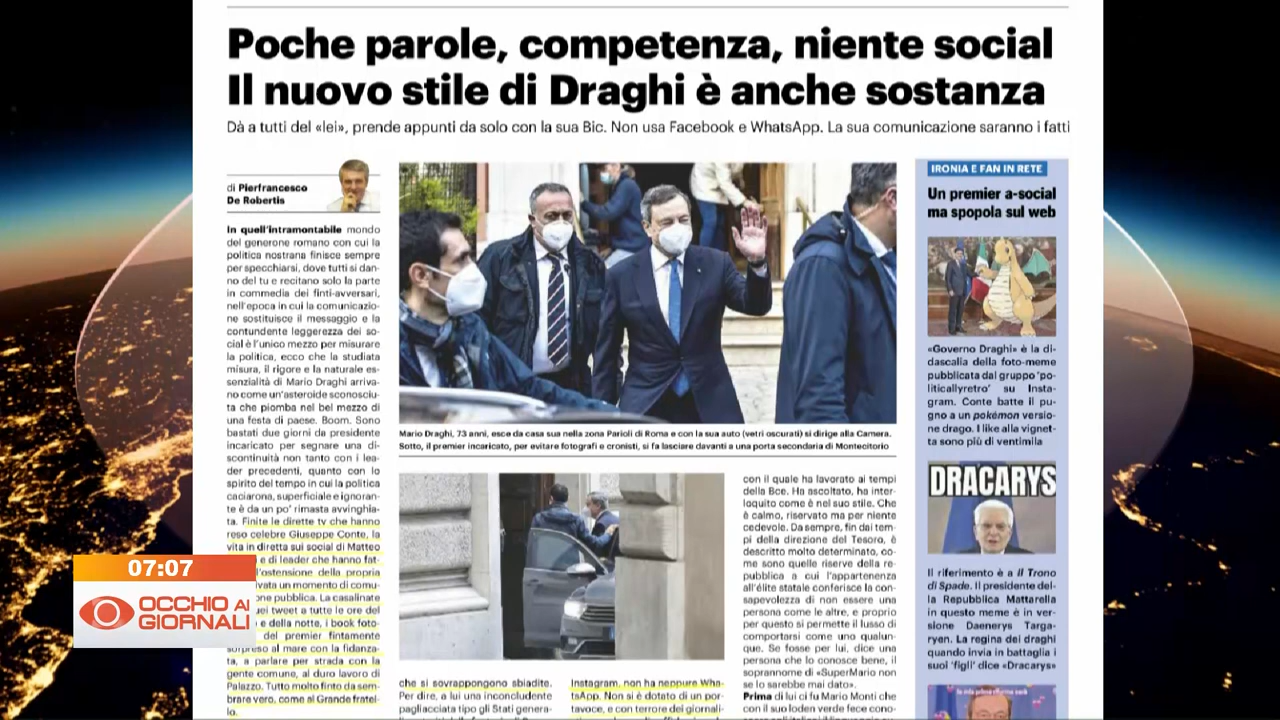 Poche parole, competenza, niente social
Il nuovo stile di Draghi è anche sostanza
Dà a tutti del «lei», prende appunti da solo con la sua Bic. Non usa Facebook e WhatsApp. La sua comunicazione saranno i fatti
di Pierfrancesco
De Robertis
In quell'intramontabile mondo
del generone romano con cui la
politica nostrana finisce sempre
per specchiarsi, dove tutti si dan-
no del tu e recitano solo la parte
in commedia dei finti-avversari,
nell'epoca in cui la comunicazio-
ne sostituisce il messaggio e la
contundente leggerezza dei so-
cial è l'unico mezzo per misurare
la politica, ecco che la studiata
misura, il rigore e la naturale es-
senzialità di Mario Draghi arriva-
no come un'asteroide sconosciu-
ta che piomba nel bel mezzo di
una festa di paese. Boom. Sono
bastati due giorni da presidente
incaricato per segnare una di-
scontinuità non tanto con i lea-
der precedenti, quanto con lo
spirito del tempo in cui la politica
caciarona, superficiale e ignoran-
te è da un po' rimasta avvinghia-
ta. Finite le dirette tv che hanno
reso celebre Giuseppe Conte, la
vita in diretta sui social di Matteo
e di leader che hanno fat-
l'ostensione della propria
ivata un momento di comu-
one pubblica. La casalinate
uei tweet a tutte le ore del
e della notte, i book foto-
del premier fintamente
sorpreso al mare con la fidanza-
ta, a parlare per strada con la
gente comune, al duro lavoro di
Palazzo. Tutto molto finto da sem-
brare vero, come al Grande fratel-
lo.
Mario Draghi, 73 anni, esce da casa sua nella zona Parioli di Roma e con la sua auto (vetri oscurati) si dirige alla Camera.
Sotto, il premier incaricato, per evitare fotografi e cronisti, si fa lasciare davanti a una porta secondaria di Montecitorio
che si sovrappongono sbiadite.
Per dire, a lui una inconcludente
pagliacciata tipo gli Stati genera-
Instagram, non ha neppure Wha-
tsApp. Non si è dotato di un por-
tavoce, e con terrore dei giornali-
con il quale ha lavorato ai tempi
della Bce. Ha ascoltato, ha inter-
loquito come è nel suo stile. Che
è calmo, riservato ma per niente
cedevole. Da sempre, fin dai tem-
pi della direzione del Tesoro, è
descritto molto determinato, co-
me sono quelle riserve della re-
pubblica a cui l'appartenenza
all'élite statale conferisce la con-
sapevolezza di non essere una
persona come le altre, e proprio
per questo si permette il lusso di
comportarsi come uno qualun-
que. Se fosse per lui, dice una
persona che lo conosce bene, il
soprannome di «SuperMario non
se lo sarebbe mai dato».
Prima di lui ci fu Mario Monti che
con il suo loden verde fece cono-
IRONIA E FAN IN RETE
Un premier a-social
ma spopola sul web
«Governo Draghi» è la di-
dascalia della foto-meme
pubblicata dal gruppo 'po-
liticallyretro' su Insta-
gram. Conte batte il pu-
gno a un pokémon versio-
ne drago. I like alla vignet-
ta sono più di ventimila
DRACARYS
Il riferimento è a Il Trono
di Spade. Il presidente del-
la Repubblica Mattarella
in questo meme è in ver-
sione Daenerys Targa-
ryen. La regina dei draghi
quando invia in battaglia i
suoi 'figli' dice «Dracarys»
07:07
OCCHIO AI
GIORNALI